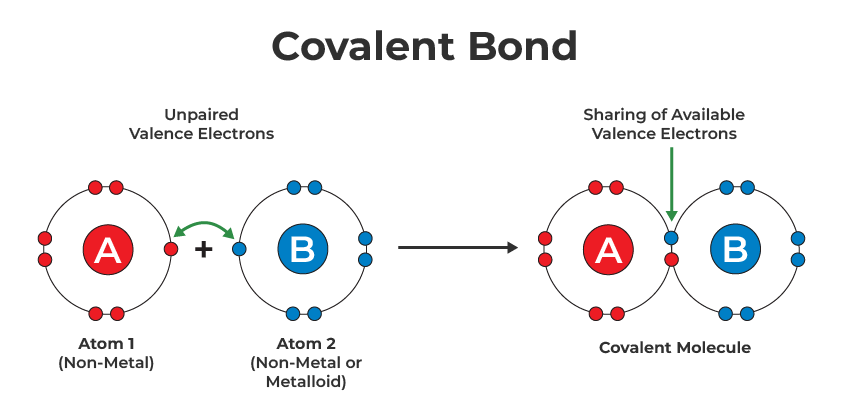 Covalent Bond
Unpaired
Valence Electrons
Sharing of Available
Valence Electrons
A
+
B
A
B
Atom 1
(Non-Metal)
Atom 2
(Non-Metal or
Metalloid)
Covalent Molecule